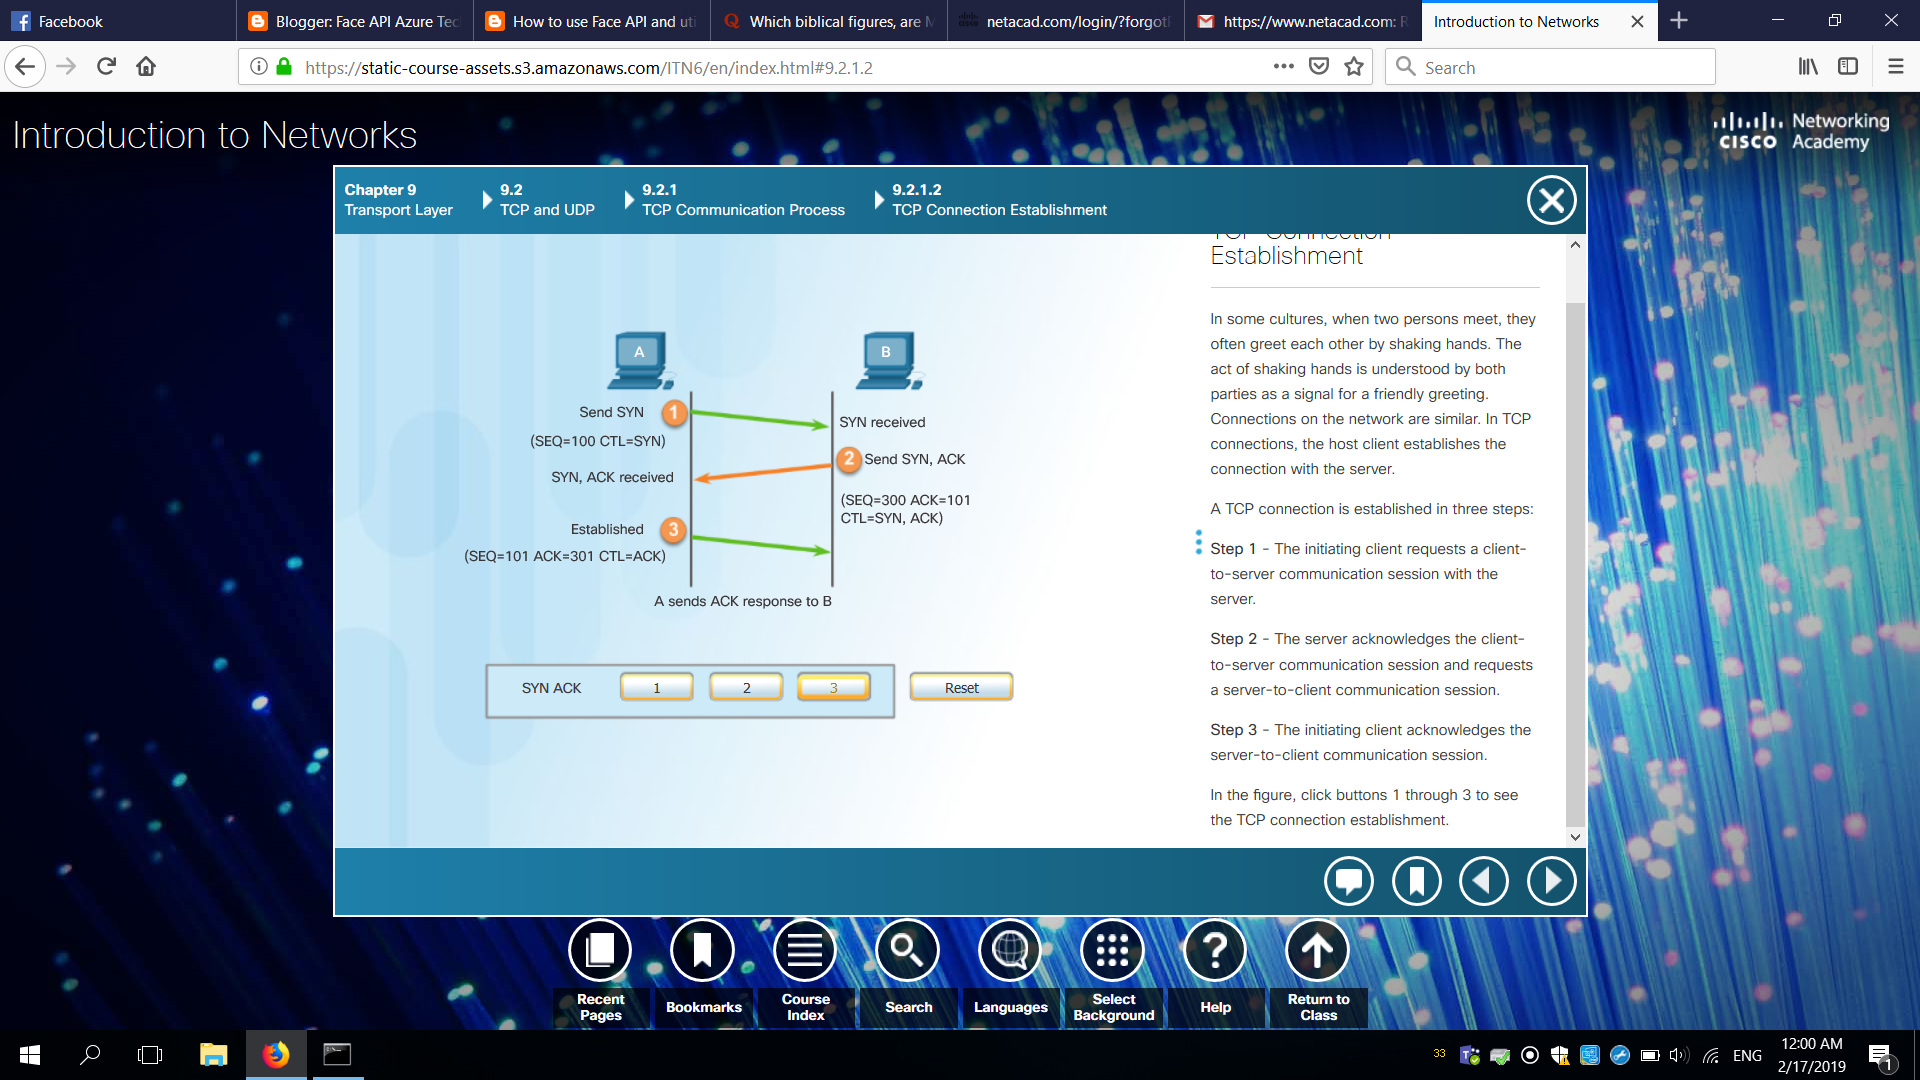 Facebook
Blogger: Face API Azure Tec
How to use Face API and uti
Which biblical figures, are M
netacad.com/login/?forgot
https://www.netacad.com: R
Introduction to Networks
https://static-course-assets.s3.amazonaws.com/ITN6/en/index.html#9.2.1.2
Search
Introduction to Networks
Networking
CISCO Academy
Chapter 9
Transport Layer
9.2
TCP and UDP
9.2.1
TCP Communication Process
9.2.1.2
TCP Connection Establishment
A
B
Send SYN
1
(SEQ=100 CTL=SYN)
SYN received
2
Send SYN, ACK
SYN, ACK received
(SEQ=300 ACK=101
CTL=SYN, ACK)
Established
3
(SEQ=101 ACK=301 CTL=ACK)
A sends ACK response to B
SYN ACK
1
2
3
Reset
TCP Connection
Establishment
In some cultures, when two persons meet, they
often greet each other by shaking hands. The
act of shaking hands is understood by both
parties as a signal for a friendly greeting.
Connections on the network are similar. In TCP
connections, the host client establishes the
connection with the server.
A TCP connection is established in three steps:
Step 1 - The initiating client requests a client-
to-server communication session with the
server.
Step 2 - The server acknowledges the client-
to-server communication session and requests
a server-to-client communication session.
Step 3 - The initiating client acknowledges the
server-to-client communication session.
In the figure, click buttons 1 through 3 to see
the TCP connection establishment.
Recent
Pages
Bookmarks
Course
Index
Search
Languages
Select
Background
Help
Return to
Class
33
ENG
12:00 AM
2/17/2019
1